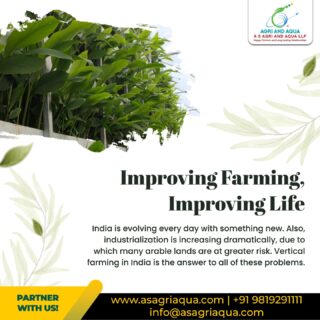 AGRI AND AQUA
A S AGRI AND AQUA LLP
Improving Farming,
Improving Life
India is evolving every day with something new. Also,
industrialization is increasing dramatically, due to
which many arable lands are at greater risk. Vertical
farming in India is the answer to all of these problems.
PARTNER
WITH US!
www.asagriaqua.com | +91 9819291111
info@asagriaqua.com